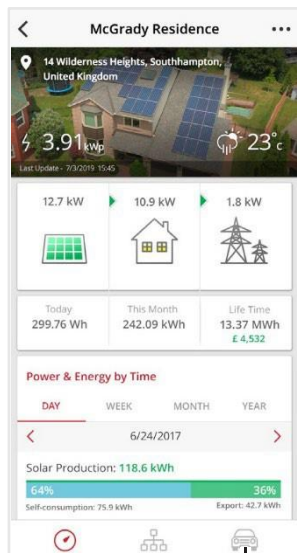 McGrady Residence
14 Wilderness Heights, Southhampton,
United Kingdom
3.91 kWp
23°c
Last Update - 7/3/2019 15:45
12.7 kW 10.9 kW 1.8 kW
Today This Month Life Time
299.76 Wh 242.09 kWh 13.37 MWh
£ 4,532
Power & Energy by Time
DAY WEEK MONTH YEAR
6/24/2017
Solar Production: 118.6 kWh
64% 36%
Self-consumption: 75.9 kWh Export: 42.7 kWh